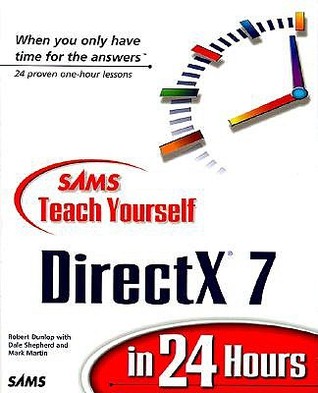 When you only have
time for the answers™
24 proven one-hour lessons
SAMS
Teach Yourself
DirectX® 7
Robert Dunlop with
Dale Shepherd and
Mark Martin
in 24 Hours
SAMS